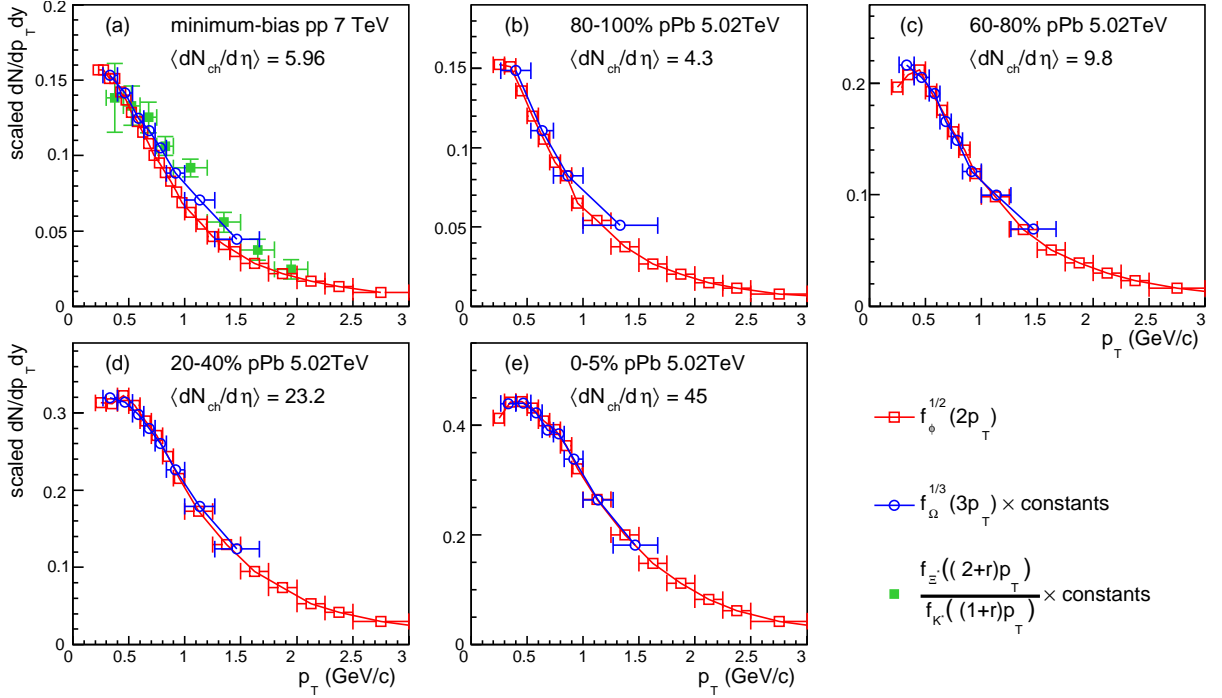 (a) minimum-bias pp 7 TeV
⟨dN_ch/dη⟩ = 5.96
scaled dN/dp_T dy
0.2
0.15
0.1
0.05
0
0 0.5 1 1.5 2 2.5 3
(b) 80-100% pPb 5.02TeV
⟨dN_ch/dη⟩ = 4.3
0.15
0.1
0.05
0
0 0.5 1 1.5 2 2.5 3
(c) 60-80% pPb 5.02TeV
⟨dN_ch/dη⟩ = 9.8
0.2
0.1
0
0 0.5 1 1.5 2 2.5 3
p_T (GeV/c)
(d) 20-40% pPb 5.02TeV
⟨dN_ch/dη⟩ = 23.2
scaled dN/dp_T dy
0.3
0.2
0.1
0
0 0.5 1 1.5 2 2.5 3
p_T (GeV/c)
(e) 0-5% pPb 5.02TeV
⟨dN_ch/dη⟩ = 45
0.4
0.2
0
0 0.5 1 1.5 2 2.5 3
p_T (GeV/c)
f_ϕ^{1/2}(2p_T)
f_Ω^{1/3}(3p_T) × constants
f_{Ξ*}((2+r)p_T)
f_{K*}((1+r)p_T) × constants